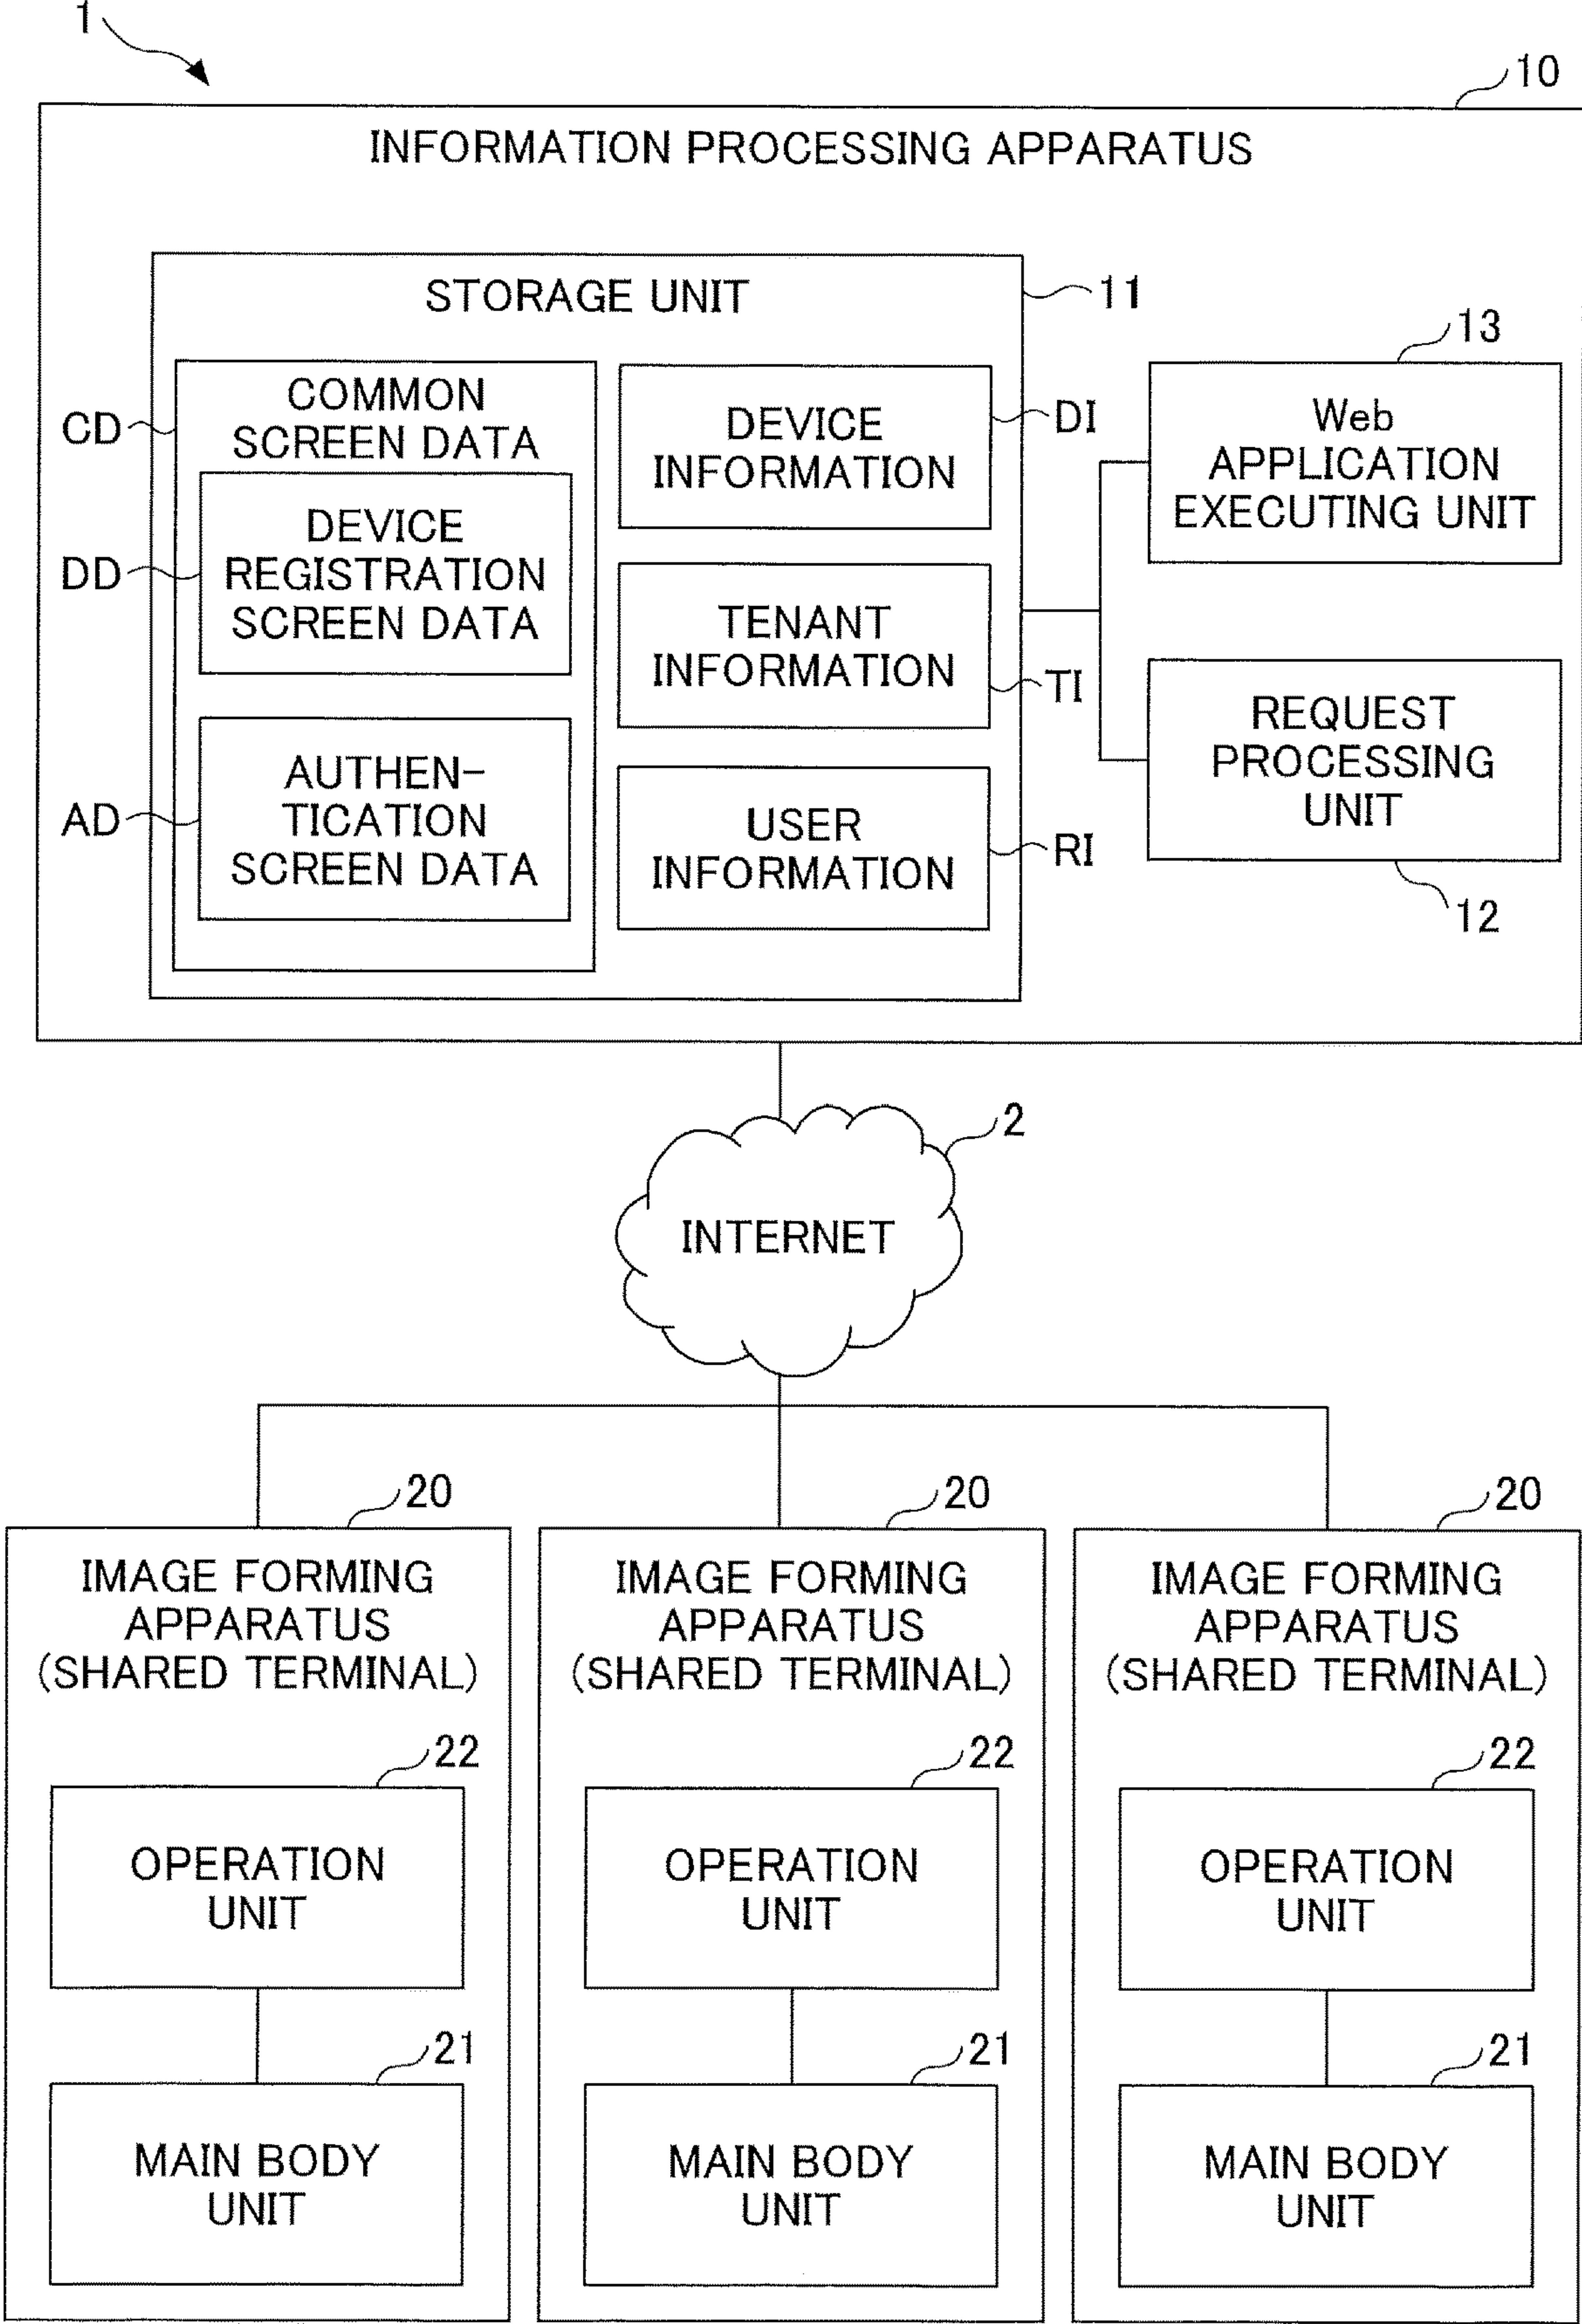 1
10
INFORMATION PROCESSING APPARATUS
STORAGE UNIT
11
CD
COMMON
SCREEN DATA
DD
DEVICE
REGISTRATION
SCREEN DATA
AD
AUTHEN-
TICATION
SCREEN DATA
DEVICE
INFORMATION
DI
TENANT
INFORMATION
TI
USER
INFORMATION
RI
13
Web
APPLICATION
EXECUTING UNIT
REQUEST
PROCESSING
UNIT
12
2
INTERNET
20
IMAGE FORMING
APPARATUS
(SHARED TERMINAL)
22
OPERATION
UNIT
21
MAIN BODY
UNIT
20
IMAGE FORMING
APPARATUS
(SHARED TERMINAL)
22
OPERATION
UNIT
21
MAIN BODY
UNIT
20
IMAGE FORMING
APPARATUS
(SHARED TERMINAL)
22
OPERATION
UNIT
21
MAIN BODY
UNIT